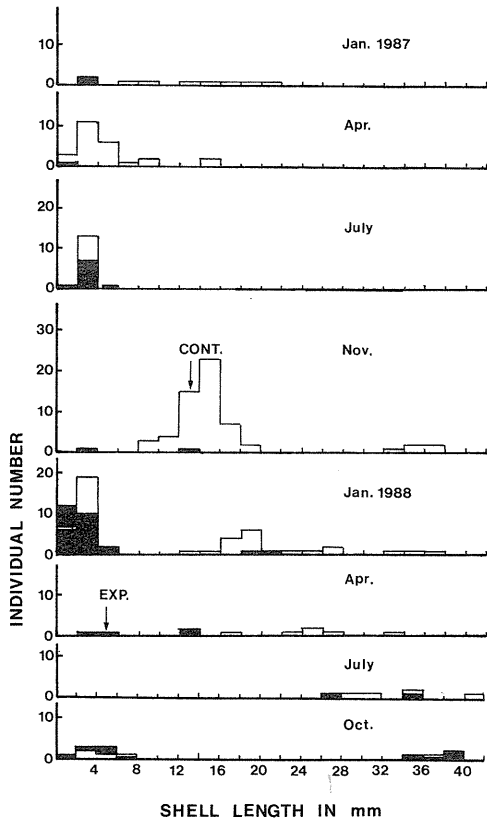 10
0
Jan. 1987
10
0
Apr.
20
10
0
July
30
20
10
0
CONT.
Nov.
20
10
0
Jan. 1988
10
0
EXP.
Apr.
10
0
July
10
0
Oct.
4 8 12 16 20 24 28 32 36 40
INDIVIDUAL NUMBER
SHELL LENGTH IN mm